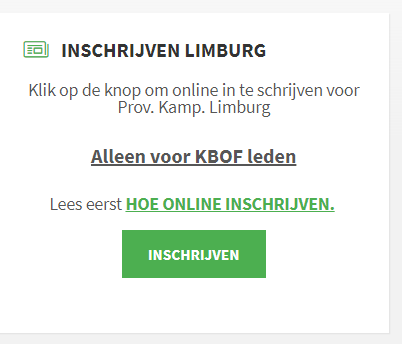 INSCHRIJVEN LIMBURG
Klik op de knop om online in te schrijven voor
Prov. Kamp. Limburg
Alleen voor KBOF leden
Lees eerst HOE ONLINE INSCHRIJVEN.
INSCHRIJVEN